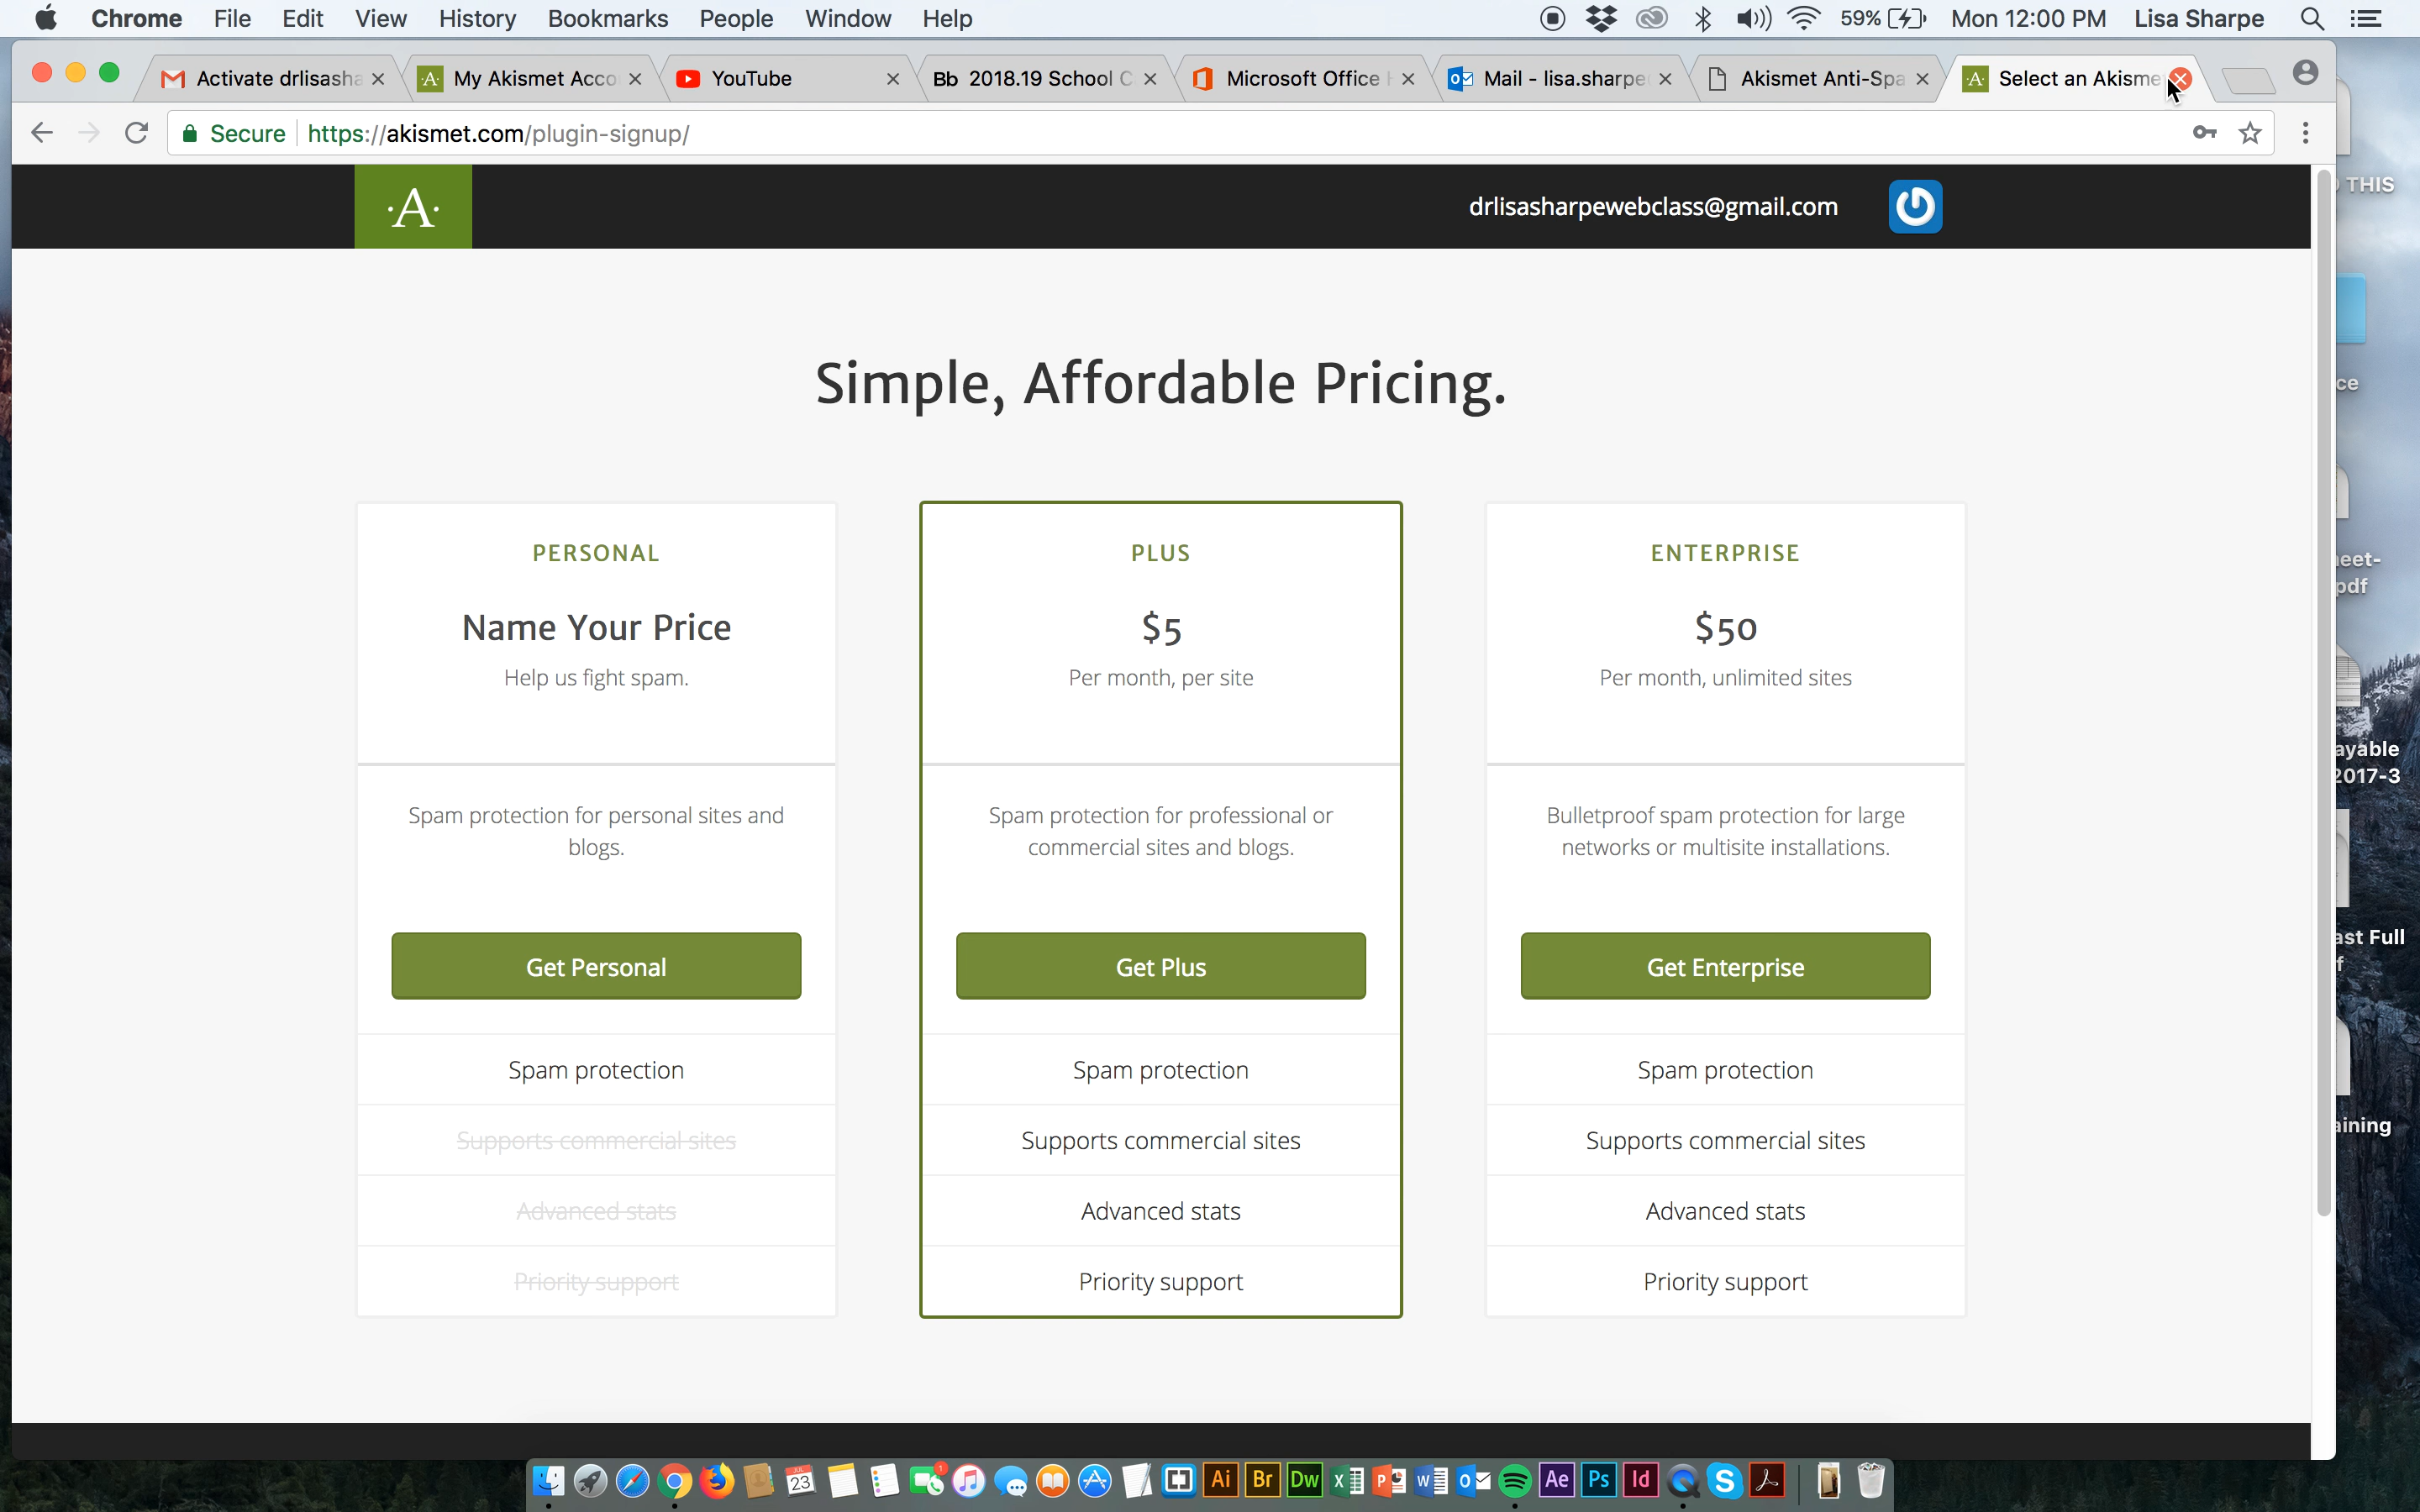 Chrome File Edit View History Bookmarks People Window Help 59% Mon 12:00 PM Lisa Sharpe
Activate drlisasha My Akismet Acco YouTube Bb 2018.19 School C Microsoft Office H Mail - lisa.sharpe Akismet Anti-Spa ·A· Select an Akisme
Secure https://akismet.com/plugin-signup/
·A· drlisasharpewebclass@gmail.com
THIS
Simple, Affordable Pricing.
ce
PERSONAL PLUS ENTERPRISE
eet-
pdf
Name Your Price $5 $50
Help us fight spam. Per month, per site Per month, unlimited sites
ayable
2017-3
Spam protection for personal sites and blogs.
Spam protection for professional or commercial sites and blogs.
Bulletproof spam protection for large networks or multisite installations.
ast Full
f
Get Personal Get Plus Get Enterprise
Spam protection Spam protection Spam protection
aining
Supports commercial sites Supports commercial sites Supports commercial sites
Advanced stats Advanced stats Advanced stats
Priority support Priority support Priority support
JUL 23 1 Ai Br Dw Ae Ps Id